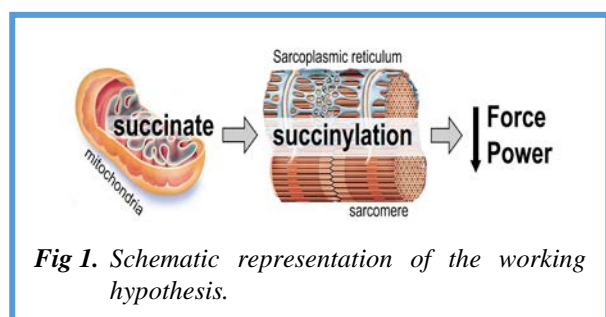 Sarcoplasmic reticulum
succinate
succinylation
Force
Power
mitochondria
sarcomere
Fig 1. Schematic representation of the working
hypothesis.